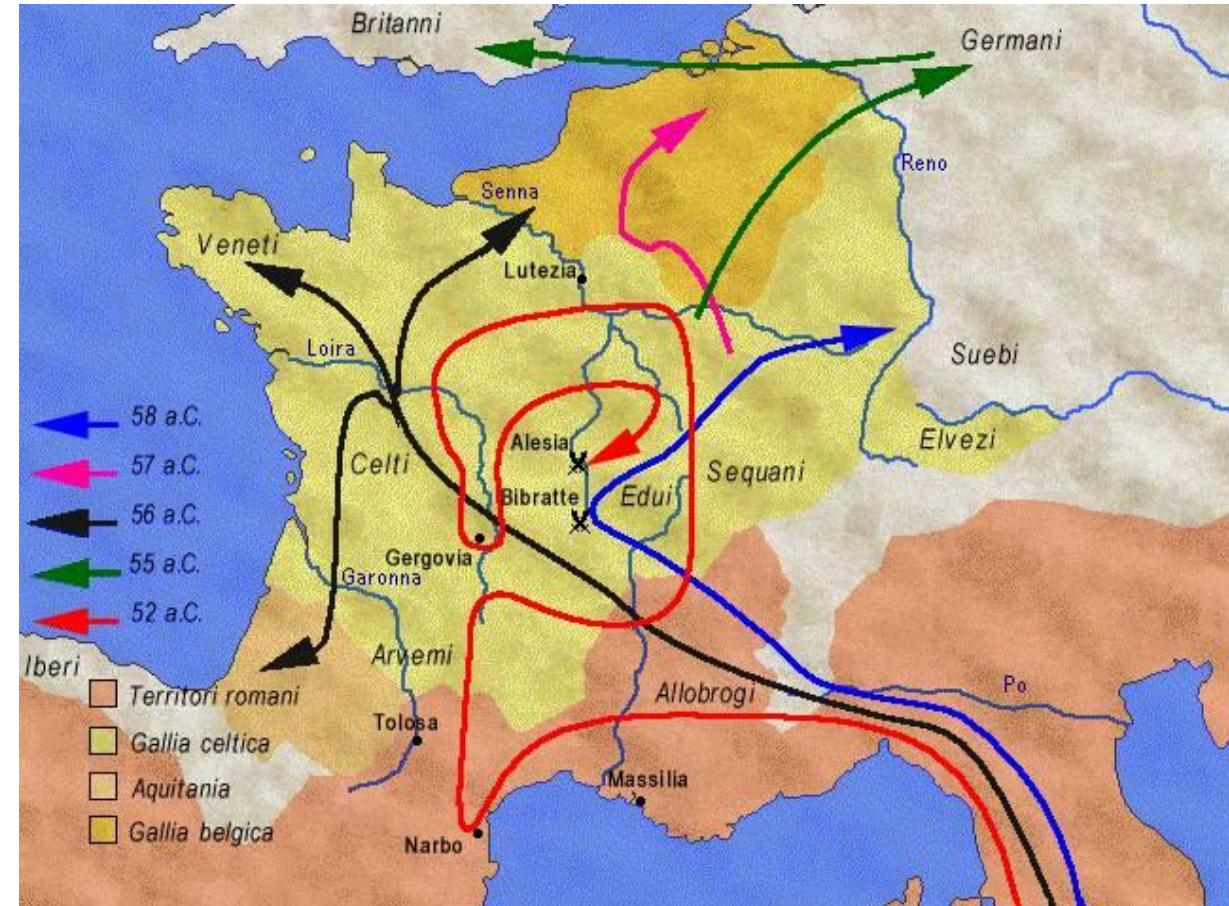 Britanni
Germani
Reno
Senna
Veneti
Lutezia
Loira
Suebi
58 a.C.
Elvezi
Alesia
57 a.C.
Celti
Sequani
Bibratte
Edui
56 a.C.
Gergovia
55 a.C.
Garonna
52 a.C.
Arvemi
Iberi
Po
Territori romani
Allobrogi
Tolosa
Gallia celtica
Massilia
Aquitania
Gallia belgica
Narbo